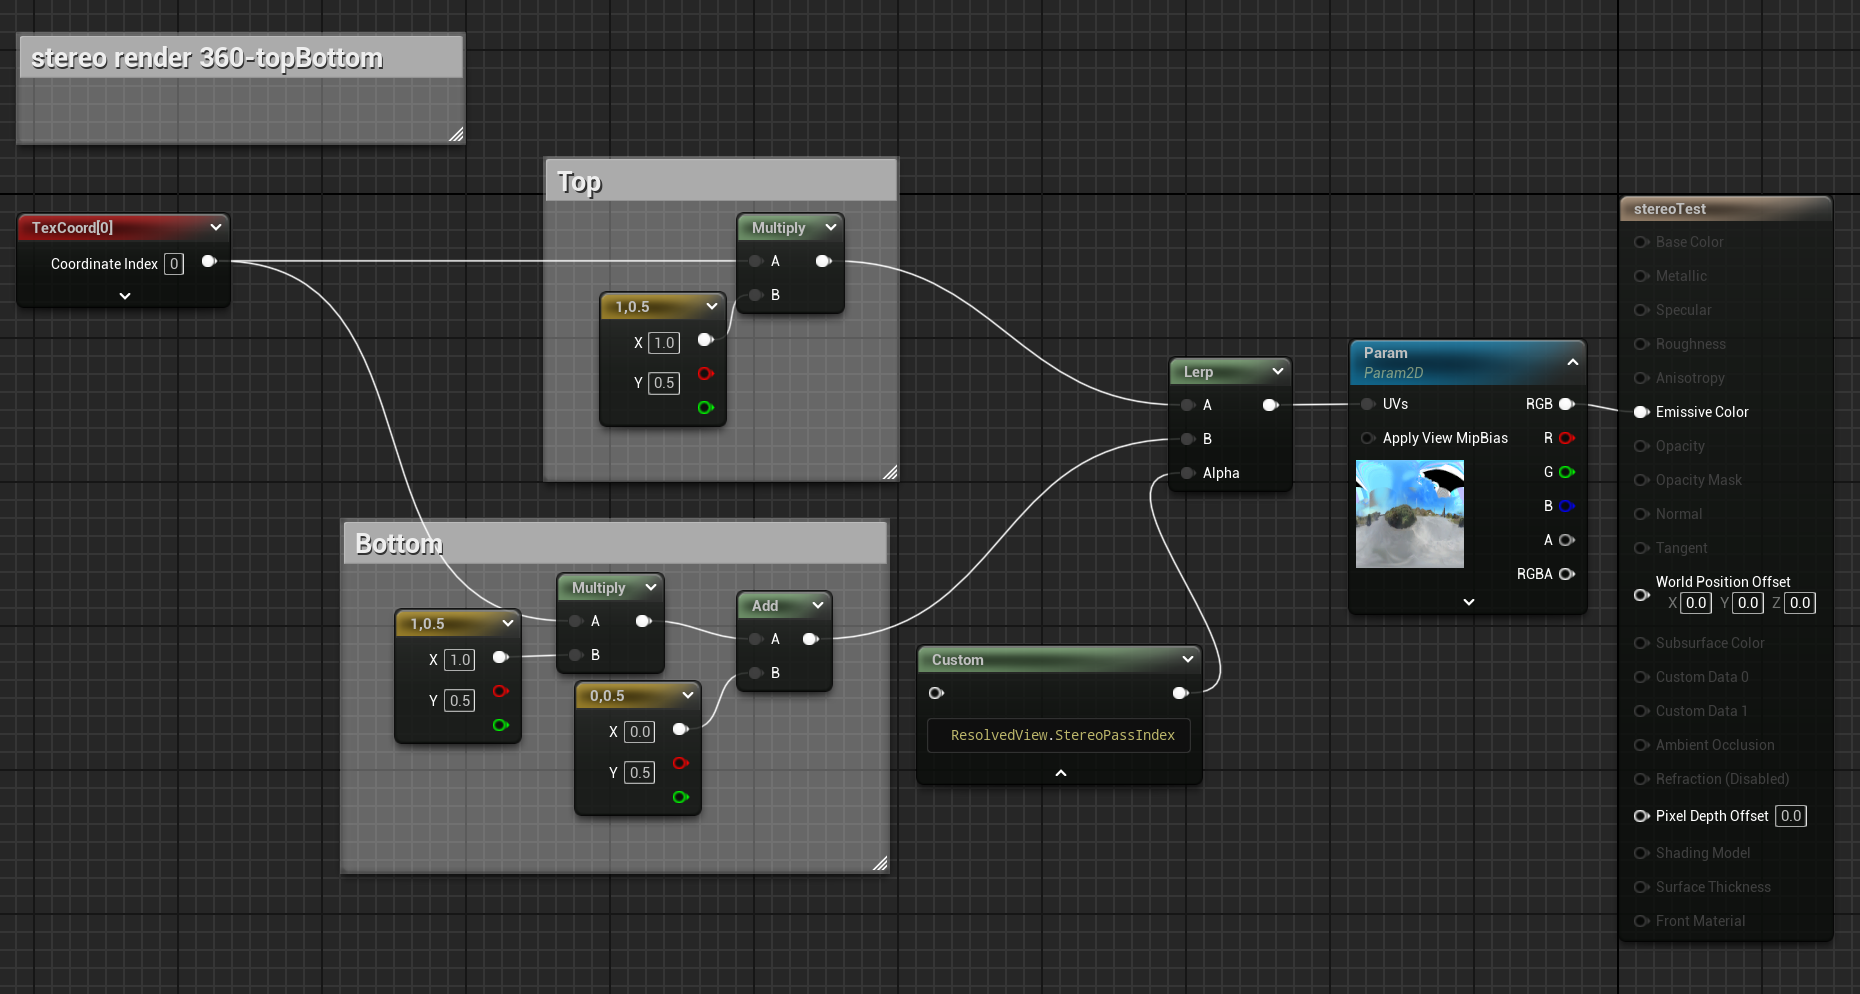 stereo render 360-topBottom
Top
TexCoord[0]
Coordinate Index 0
Multiply
A
B
1,0.5
X 1.0
Y 0.5
Bottom
Multiply
A
B
1,0.5
X 1.0
Y 0.5
Add
A
B
0,0.5
X 0.0
Y 0.5
Lerp
A
B
Alpha
Custom
ResolvedView.StereoPassIndex
Param
Param2D
UVs RGB
Apply View MipBias R
G
B
A
RGBA
stereoTest
Base Color
Metallic
Specular
Roughness
Anisotropy
Emissive Color
Opacity
Opacity Mask
Normal
Tangent
World Position Offset
X 0.0 Y 0.0 Z 0.0
Subsurface Color
Custom Data 0
Custom Data 1
Ambient Occlusion
Refraction (Disabled)
Pixel Depth Offset 0.0
Shading Model
Surface Thickness
Front Material